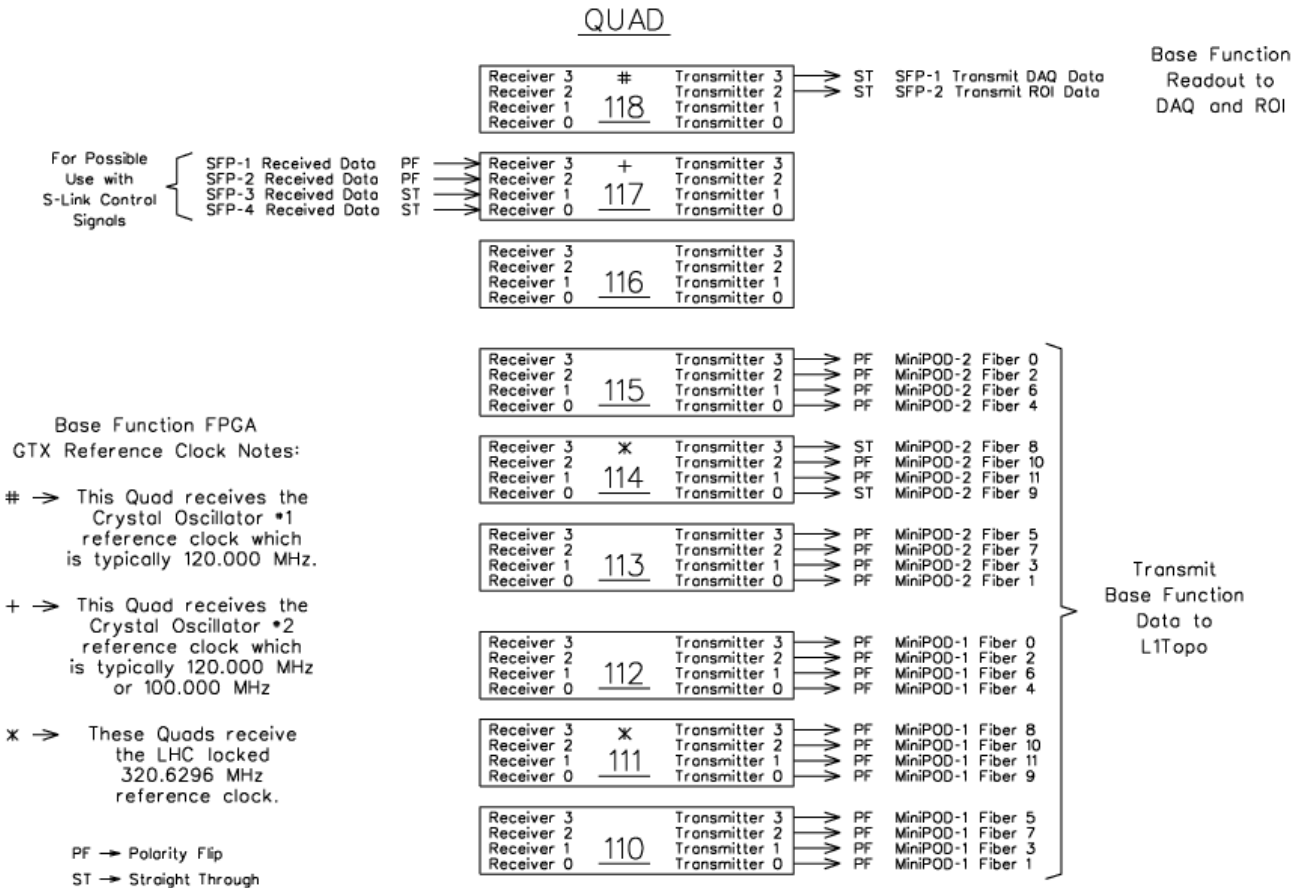 QUAD
Base Function
Readout to
DAQ and ROI
Receiver 3 # Transmitter 3 ST SFP-1 Transmit DAQ Data
Receiver 2 Transmitter 2 ST SFP-2 Transmit ROI Data
Receiver 1 118 Transmitter 1
Receiver 0 Transmitter 0
For Possible
Use with
S-Link Control
Signals
SFP-1 Received Data PF Receiver 3 + Transmitter 3
SFP-2 Received Data PF Receiver 2 Transmitter 2
SFP-3 Received Data ST Receiver 1 117 Transmitter 1
SFP-4 Received Data ST Receiver 0 Transmitter 0
Receiver 3 Transmitter 3
Receiver 2 Transmitter 2
Receiver 1 116 Transmitter 1
Receiver 0 Transmitter 0
Receiver 3 Transmitter 3 PF MiniPOD-2 Fiber 0
Receiver 2 Transmitter 2 PF MiniPOD-2 Fiber 2
Receiver 1 115 Transmitter 1 PF MiniPOD-2 Fiber 6
Receiver 0 Transmitter 0 PF MiniPOD-2 Fiber 4
Receiver 3 * Transmitter 3 ST MiniPOD-2 Fiber 8
Receiver 2 Transmitter 2 PF MiniPOD-2 Fiber 10
Receiver 1 114 Transmitter 1 PF MiniPOD-2 Fiber 11
Receiver 0 Transmitter 0 ST MiniPOD-2 Fiber 9
Receiver 3 Transmitter 3 PF MiniPOD-2 Fiber 5
Receiver 2 Transmitter 2 PF MiniPOD-2 Fiber 7
Receiver 1 113 Transmitter 1 PF MiniPOD-2 Fiber 3
Receiver 0 Transmitter 0 PF MiniPOD-2 Fiber 1
Receiver 3 Transmitter 3 PF MiniPOD-1 Fiber 0
Receiver 2 Transmitter 2 PF MiniPOD-1 Fiber 2
Receiver 1 112 Transmitter 1 PF MiniPOD-1 Fiber 6
Receiver 0 Transmitter 0 PF MiniPOD-1 Fiber 4
Receiver 3 * Transmitter 3 PF MiniPOD-1 Fiber 8
Receiver 2 Transmitter 2 PF MiniPOD-1 Fiber 10
Receiver 1 111 Transmitter 1 PF MiniPOD-1 Fiber 11
Receiver 0 Transmitter 0 PF MiniPOD-1 Fiber 9
Receiver 3 Transmitter 3 PF MiniPOD-1 Fiber 5
Receiver 2 Transmitter 2 PF MiniPOD-1 Fiber 7
Receiver 1 110 Transmitter 1 PF MiniPOD-1 Fiber 3
Receiver 0 Transmitter 0 PF MiniPOD-1 Fiber 1
Transmit
Base Function
Data to
L1Topo
Base Function FPGA
GTX Reference Clock Notes:
# → This Quad receives the
Crystal Oscillator *1
reference clock which
is typically 120.000 MHz.
+ → This Quad receives the
Crystal Oscillator *2
reference clock which
is typically 120.000 MHz
or 100.000 MHz
* → These Quads receive
the LHC locked
320.6296 MHz
reference clock.
PF → Polarity Flip
ST → Straight Through